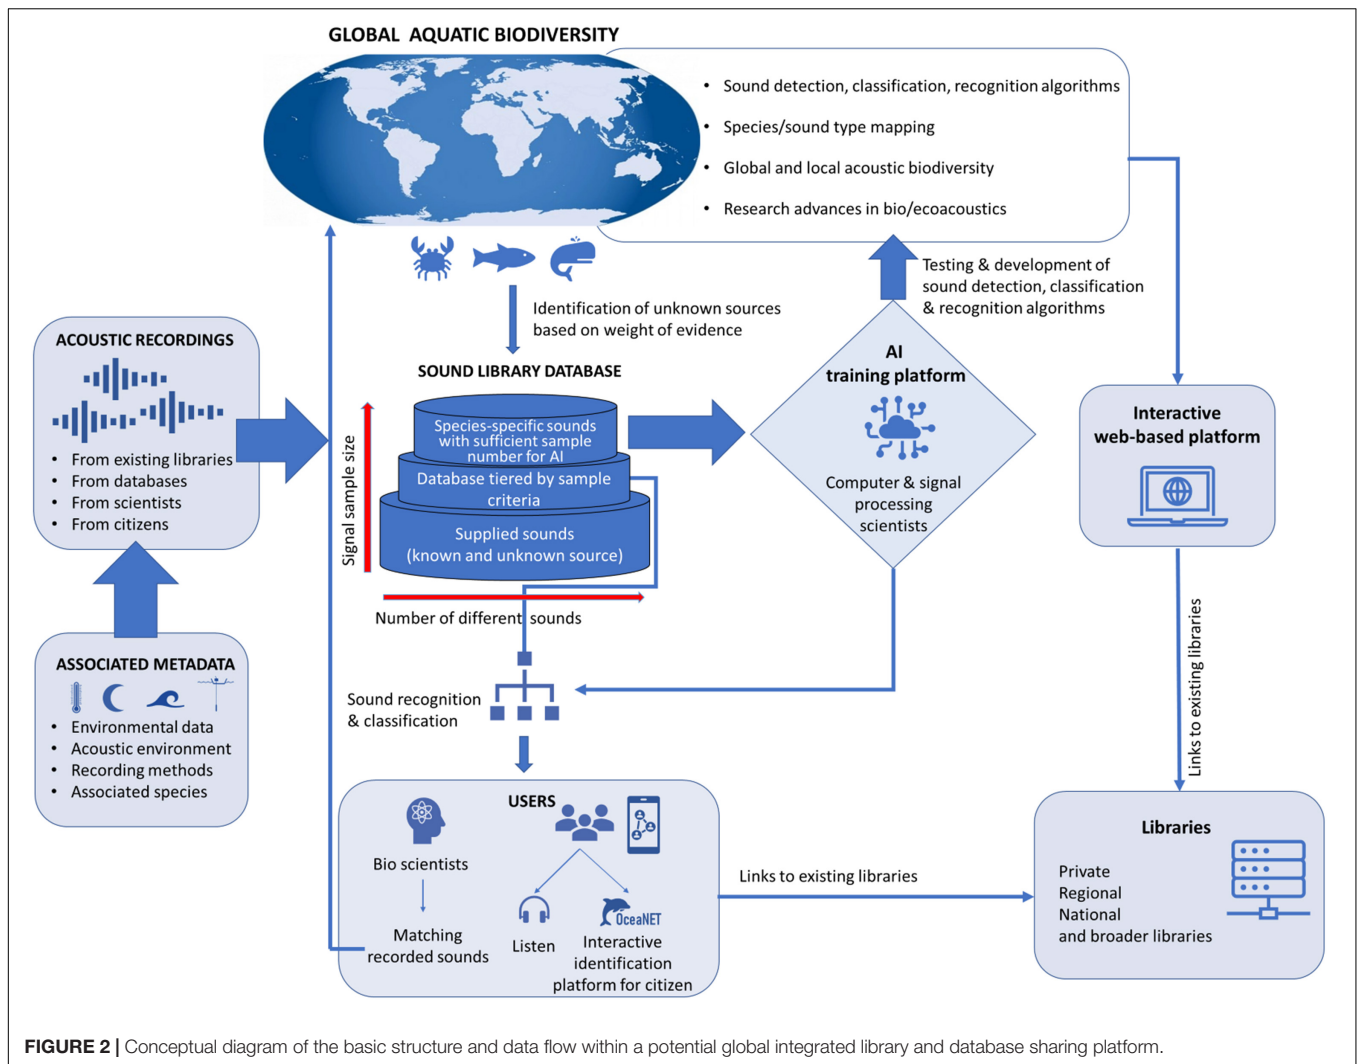 GLOBAL AQUATIC BIODIVERSITY
• Sound detection, classification, recognition algorithms
• Species/sound type mapping
• Global and local acoustic biodiversity
• Research advances in bio/ecoacoustics
Identification of unknown sources
based on weight of evidence
Testing & development of
sound detection, classification
& recognition algorithms
ACOUSTIC RECORDINGS
• From existing libraries
• From databases
• From scientists
• From citizens
SOUND LIBRARY DATABASE
Signal sample size
Species-specific sounds
with sufficient sample
number for AI
Database tiered by sample
criteria
Supplied sounds
(known and unknown source)
Number of different sounds
AI
training platform
Computer & signal
processing
scientists
Interactive
web-based platform
Links to existing libraries
ASSOCIATED METADATA
• Environmental data
• Acoustic environment
• Recording methods
• Associated species
Sound recognition
& classification
USERS
Bio scientists
Matching
recorded sounds
Listen
OceaNET
Interactive
identification
platform for citizen
Links to existing libraries
Libraries
Private
Regional
National
and broader libraries
FIGURE 2 | Conceptual diagram of the basic structure and data flow within a potential global integrated library and database sharing platform.